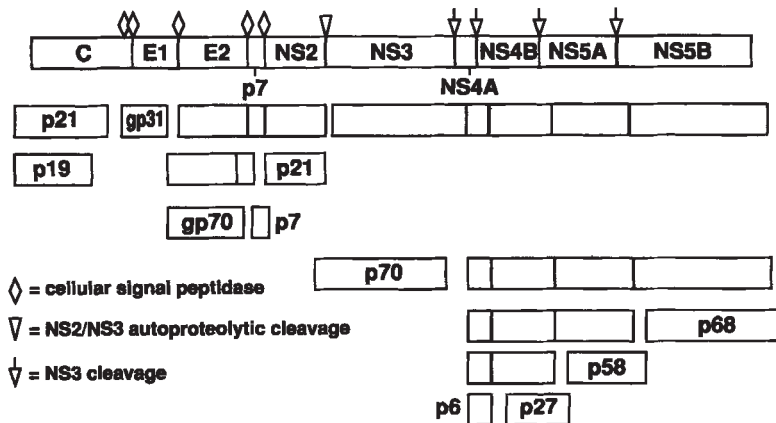 C E1 E2 NS2 NS3 NS4B NS5A NS5B
p7 NS4A
p21 gp31
p19 p21
gp70 p7
p70
◊ = cellular signal peptidase
p68
▽ = NS2/NS3 autoproteolytic cleavage
p58
= NS3 cleavage
p6 p27